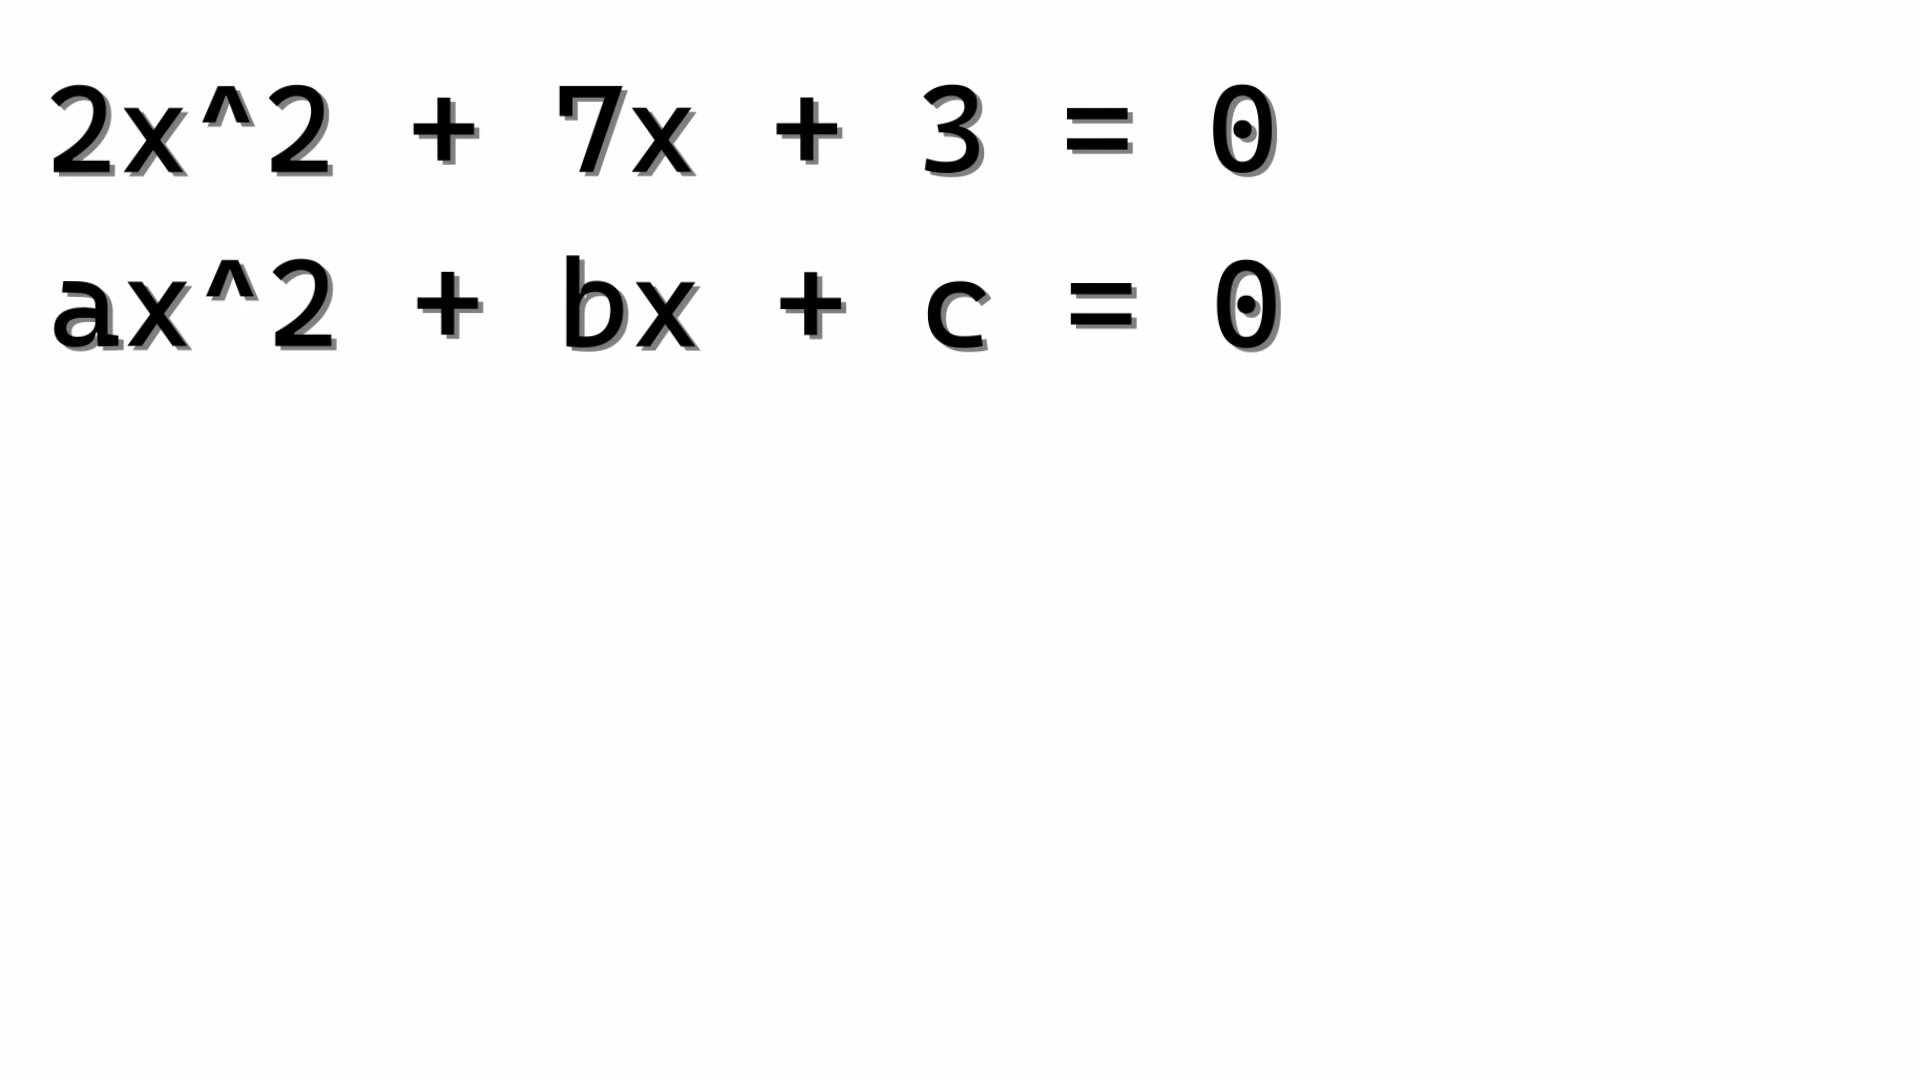 2x^2 + 7x + 3 = 0
ax^2 + bx + c = 0